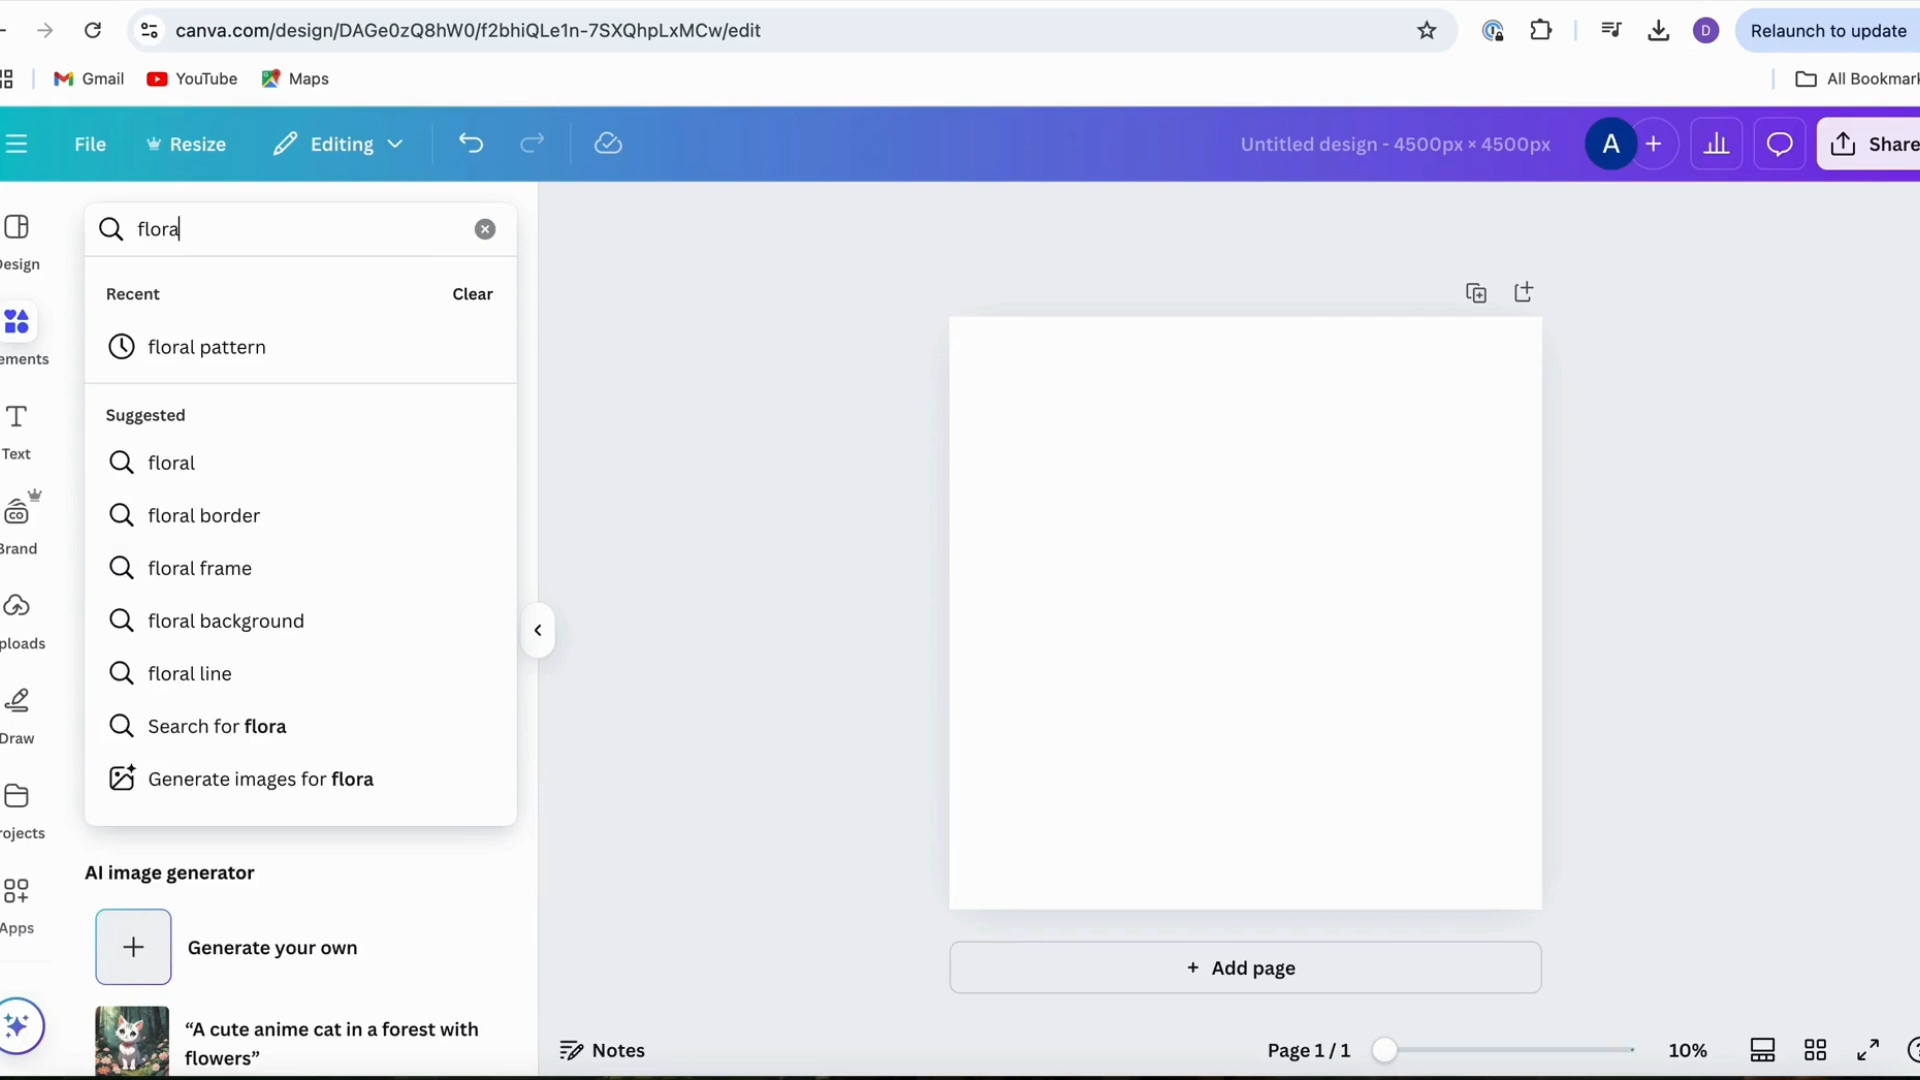 canva.com/design/DAGe0zQ8hW0/f2bhiQLe1n-7SXQhpLxMCw/edit
D
Relaunch to update
Gmail
YouTube
Maps
All Bookmark
File
Resize
Editing
Untitled design - 4500px × 4500px
A
Share
flora
Recent
Clear
floral pattern
Suggested
floral
floral border
floral frame
floral background
floral line
Search for flora
Generate images for flora
AI image generator
Generate your own
“A cute anime cat in a forest with
flowers”
Design
ements
Text
CO
Brand
ploads
Draw
rojects
Apps
+ Add page
Notes
Page 1 / 1
10%